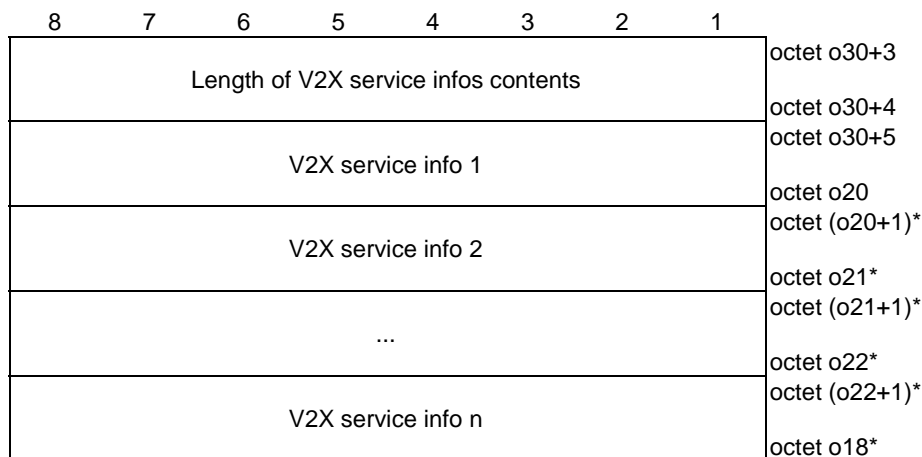 8 7 6 5 4 3 2 1
octet o30+3
Length of V2X service infos contents
octet o30+4
octet o30+5
V2X service info 1
octet o20
octet (o20+1)*
V2X service info 2
octet o21*
octet (o21+1)*
...
octet o22*
octet (o22+1)*
V2X service info n
octet o18*